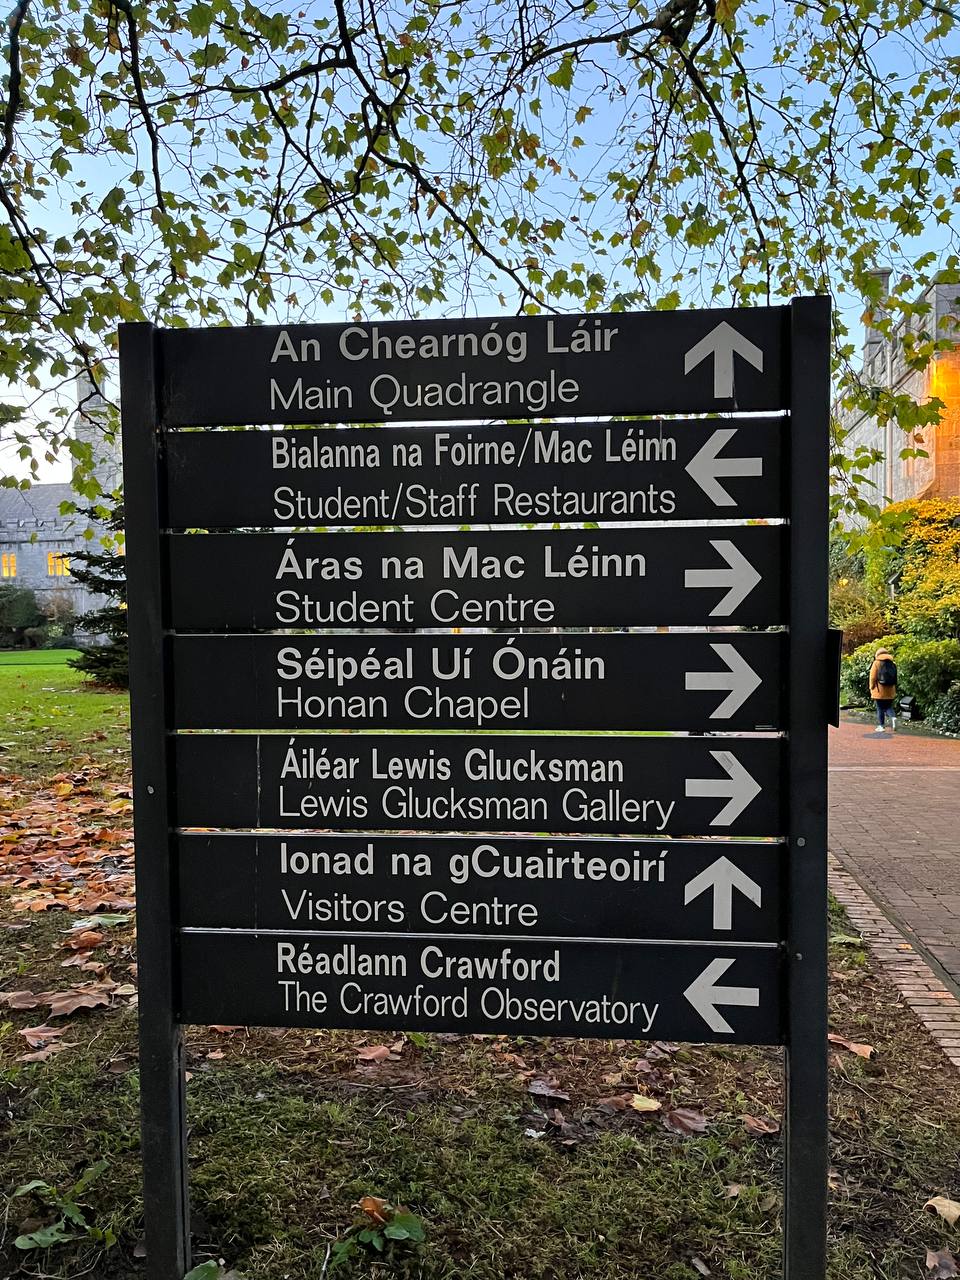 An Chearnóg Láir
Main Quadrangle
Bialanna na Foirne/Mac Léinn
Student/Staff Restaurants
Áras na Mac Léinn
Student Centre
Séipéal Uí Ónáin
Honan Chapel
Áiléar Lewis Glucksman
Lewis Glucksman Gallery
Ionad na gCuairteoirí
Visitors Centre
Réadlann Crawford
The Crawford Observatory